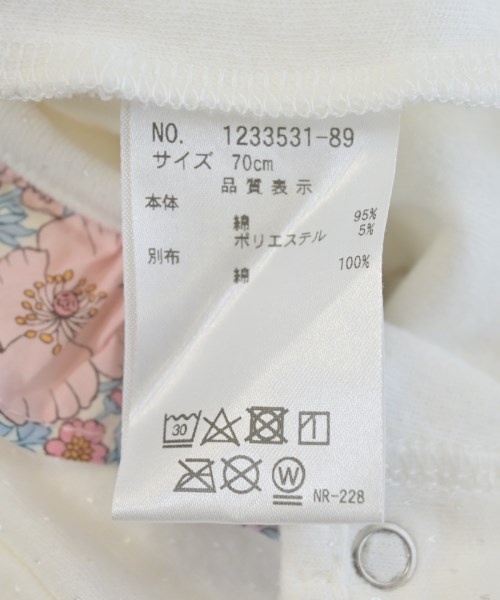 NO. 1233531-89
サイズ 70cm
品質表示
本体
綿 95%
ポリエステル 5%
別布
綿 100%
30
W
NR-228